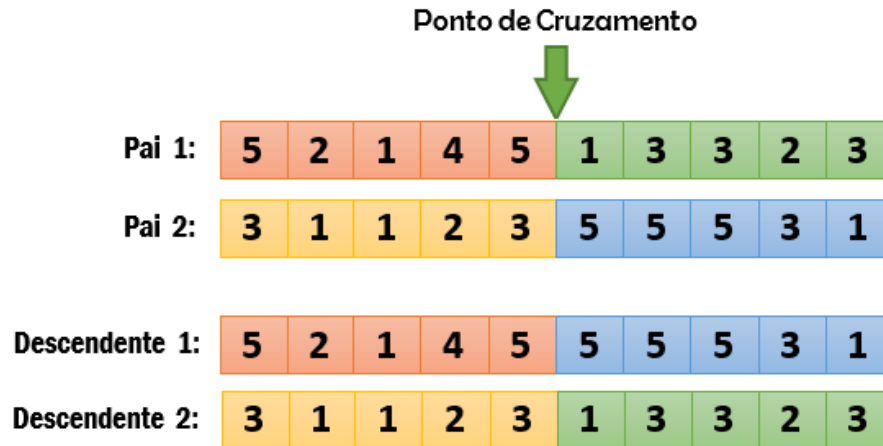 Ponto de Cruzamento
Pai 1: 5 2 1 4 5 1 3 3 2 3
Pai 2: 3 1 1 2 3 5 5 5 3 1
Descendente 1: 5 2 1 4 5 5 5 5 3 1
Descendente 2: 3 1 1 2 3 1 3 3 2 3